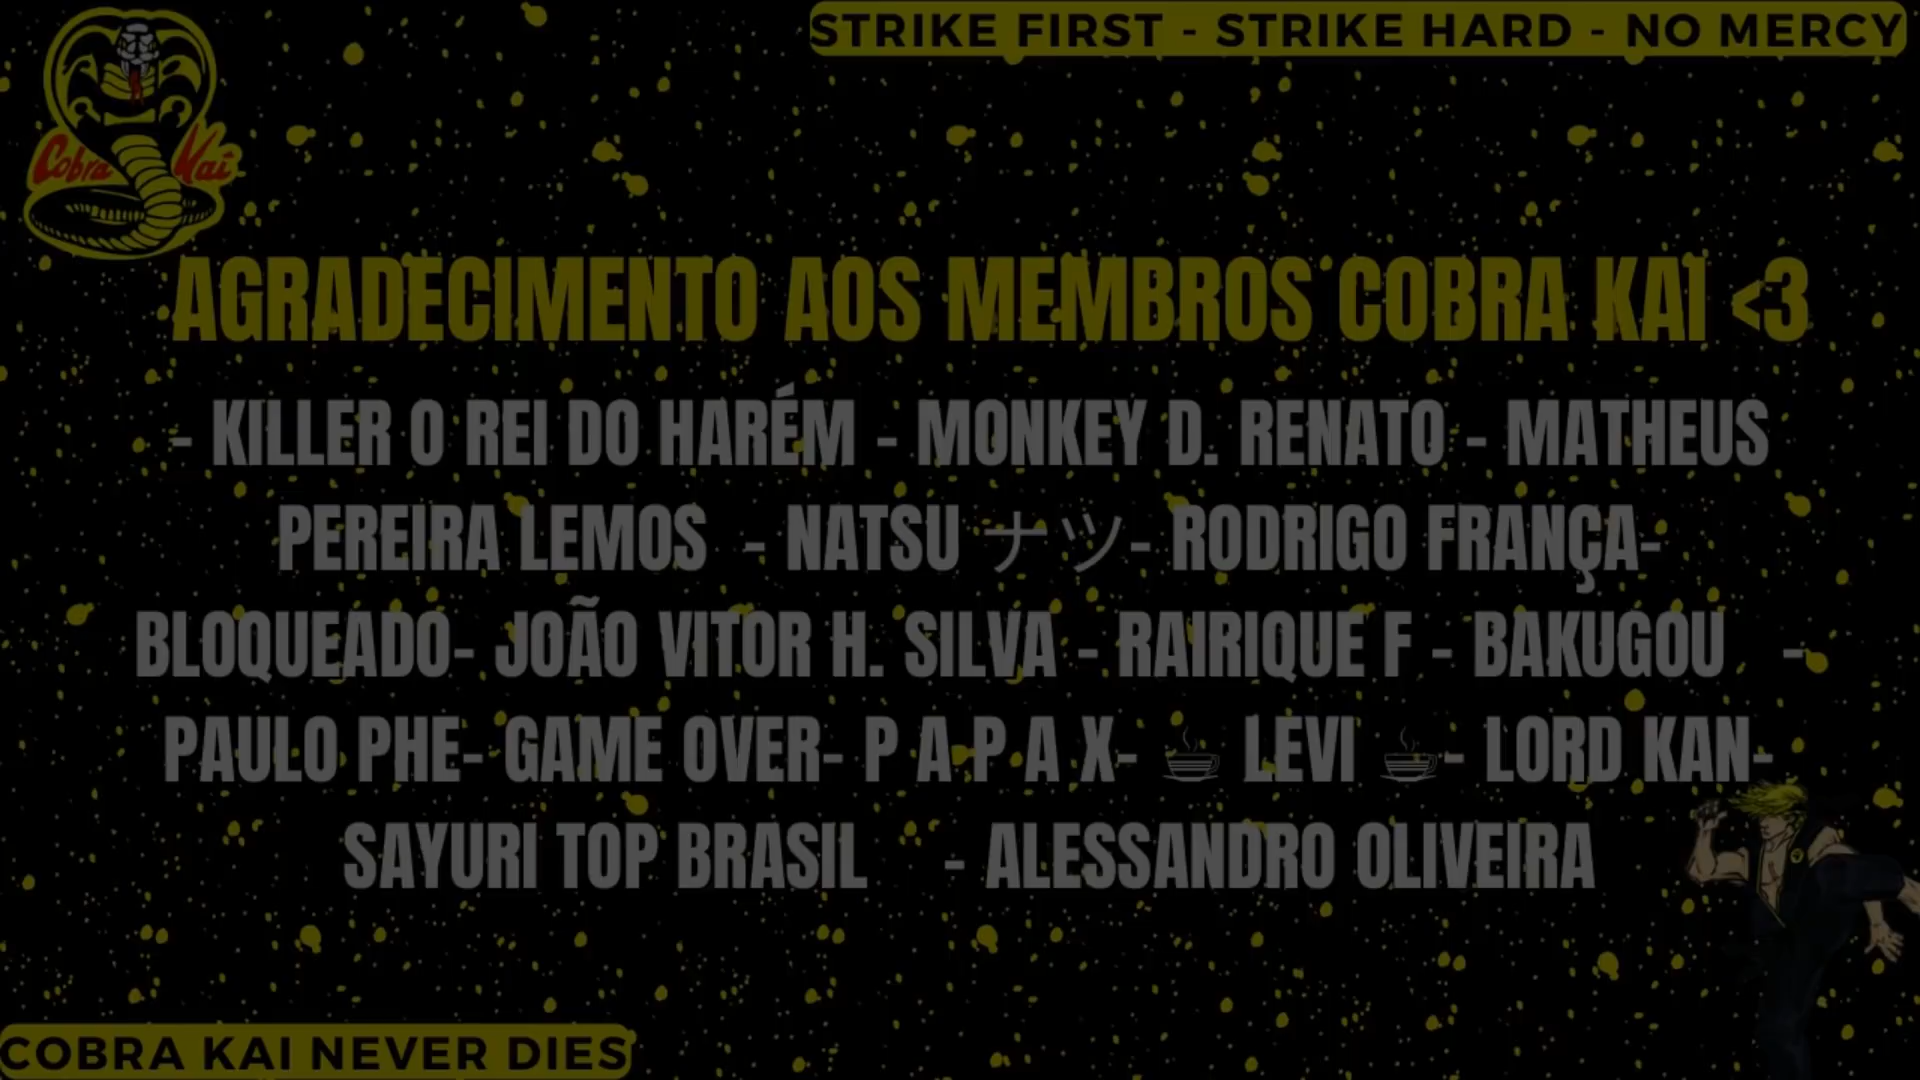 STRIKE FIRST - STRIKE HARD - NO MERCY
Cobra Kai
AGRADECIMENTO AOS MEMBROS COBRA KAI <3
- KILLER O REI DO HARÉM - MONKEY D. RENATO - MATHEUS
PEREIRA LEMOS - NATSU ナツ- RODRIGO FRANÇA-
BLOQUEADO- JOÃO VITOR H. SILVA - RAIRIQUE F - BAKUGOU -
PAULO PHE- GAME OVER- P A P A X- ☕ LEVI ☕- LORD KAN-
SAYURI TOP BRASIL - ALESSANDRO OLIVEIRA
COBRA KAI NEVER DIES